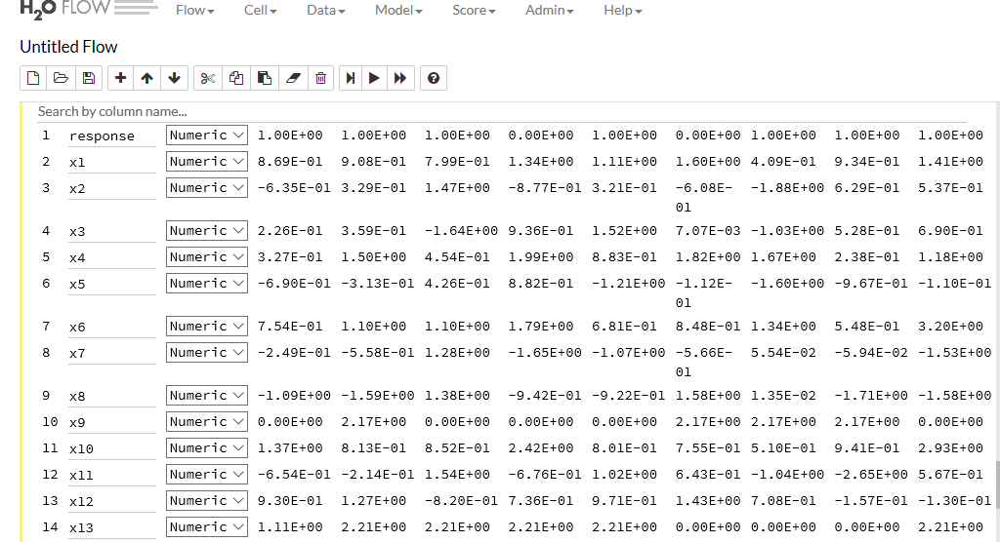 H2O FLOW Flow Cell Data Model Score Admin Help
Untitled Flow
Search by column name...
1 response Numeric 1.00E+00 1.00E+00 1.00E+00 0.00E+00 1.00E+00 0.00E+00 1.00E+00 1.00E+00 1.00E+00
2 x1 Numeric 8.69E-01 9.08E-01 7.99E-01 1.34E+00 1.11E+00 1.60E+00 4.09E-01 9.34E-01 1.41E+00
3 x2 Numeric -6.35E-01 3.29E-01 1.47E+00 -8.77E-01 3.21E-01 -6.08E- -1.88E+00 6.29E-01 5.37E-01
01
4 x3 Numeric 2.26E-01 3.59E-01 -1.64E+00 9.36E-01 1.52E+00 7.07E-03 -1.03E+00 5.28E-01 6.90E-01
5 x4 Numeric 3.27E-01 1.50E+00 4.54E-01 1.99E+00 8.83E-01 1.82E+00 1.67E+00 2.38E-01 1.18E+00
6 x5 Numeric -6.90E-01 -3.13E-01 4.26E-01 8.82E-01 -1.21E+00 -1.12E- -1.60E+00 -9.67E-01 -1.10E-01
01
7 x6 Numeric 7.54E-01 1.10E+00 1.10E+00 1.79E+00 6.81E-01 8.48E-01 1.34E+00 5.48E-01 3.20E+00
8 x7 Numeric -2.49E-01 -5.58E-01 1.28E+00 -1.65E+00 -1.07E+00 -5.66E- 5.54E-02 -5.94E-02 -1.53E+00
01
9 x8 Numeric -1.09E+00 -1.59E+00 1.38E+00 -9.42E-01 -9.22E-01 1.58E+00 1.35E-02 -1.71E+00 -1.58E+00
10 x9 Numeric 0.00E+00 2.17E+00 0.00E+00 0.00E+00 0.00E+00 2.17E+00 2.17E+00 2.17E+00 0.00E+00
11 x10 Numeric 1.37E+00 8.13E-01 8.52E-01 2.42E+00 8.01E-01 7.55E-01 5.10E-01 9.41E-01 2.93E+00
12 x11 Numeric -6.54E-01 -2.14E-01 1.54E+00 -6.76E-01 1.02E+00 6.43E-01 -1.04E+00 -2.65E+00 5.67E-01
13 x12 Numeric 9.30E-01 1.27E+00 -8.20E-01 7.36E-01 9.71E-01 1.43E+00 7.08E-01 -1.57E-01 -1.30E-01
14 x13 Numeric 1.11E+00 2.21E+00 2.21E+00 2.21E+00 2.21E+00 0.00E+00 0.00E+00 0.00E+00 2.21E+00